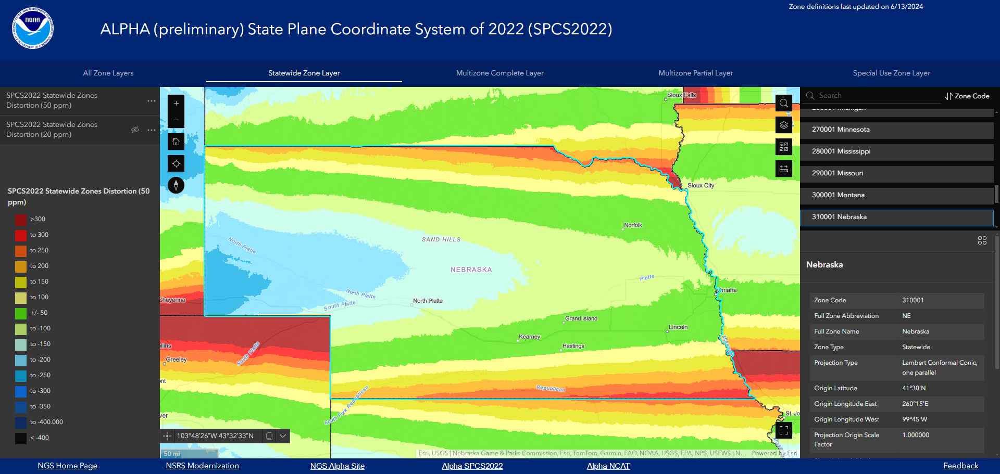 Zone definitions last updated on 6/13/2024
NOAA
ALPHA (preliminary) State Plane Coordinate System of 2022 (SPCS2022)
All Zone Layers
Statewide Zone Layer
Multizone Complete Layer
Multizone Partial Layer
Special Use Zone Layer
SPCS2022 Statewide Zones
Distortion (50 ppm)
SPCS2022 Statewide Zones
Distortion (20 ppm)
SPCS2022 Statewide Zones Distortion (50
ppm)
>300
to 300
to 250
to 200
to 150
to 100
+/- 50
to -100
to -150
to -200
to -250
to -300
to -350
to -400.000
< -400
Sioux Falls
Sioux City
Norfolk
SAND HILLS
North Platte
NEBRASKA
Platte
Omaha
North Platte
South Platte
North Platte
Cheyenne
Grand Island
Lincoln
Kearney
Hastings
South Platte
Greeley
Republican
South Fork Republican
St. Jo
103°48'26"W 43°32'33"N
50 mi
Esri, USGS | Nebraska Game & Parks Commission, Esri, TomTom, Garmin, FAO, NOAA, USGS, EPA, NPS, USFWS | N...
Powered by Esri
Search
Zone Code
280001 Mississippi
270001 Minnesota
290001 Missouri
300001 Montana
310001 Nebraska
Nebraska
Zone Code 310001
Full Zone Abbreviation NE
Full Zone Name Nebraska
Zone Type Statewide
Projection Type Lambert Conformal Conic,
one parallel
Origin Latitude 41°30'N
Origin Longitude East 260°15'E
Origin Longitude West 99°45'W
Projection Origin Scale 1.000000
Factor
NGS Home Page
NSRS Modernization
NGS Alpha Site
Alpha SPCS2022
Alpha NCAT
Feedback